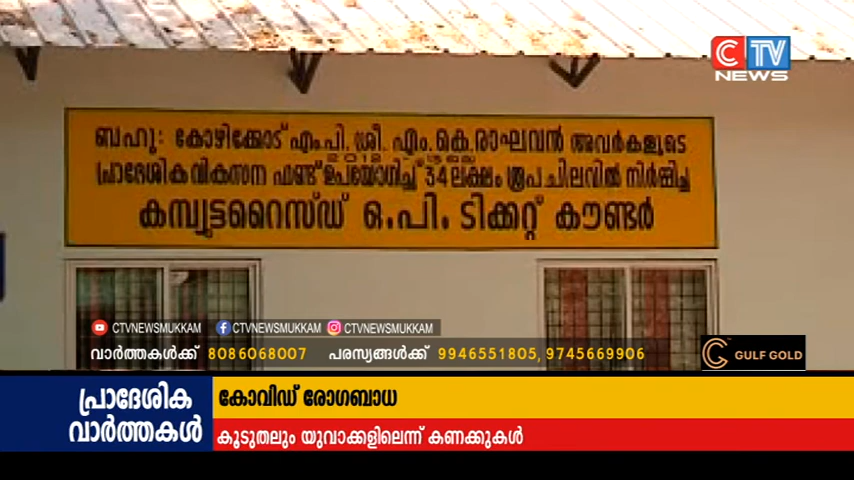 CTV
NEWS
ബഹു: കോഴിക്കോട് എം.പി. ശ്രീ. എം.കെ.രാഘവൻ അവർകളുടെ
പ്രാദേശിക വികസന ഫണ്ട് ഉപയോഗിച്ച് 34 ലക്ഷം രൂപ ചിലവിൽ നിർമ്മിച്ച
കമ്പ്യൂട്ടറൈസ്ഡ് ഒ.പി. ടിക്കറ്റ് കൗണ്ടർ
CTVNEWSMUKKAM CTVNEWSMUKKAM CTVNEWSMUKKAM
വാർത്തകൾക്ക് 8086068007 പരസ്യങ്ങൾക്ക് 9946551805, 9745669906
GULF GOLD
പ്രാദേശിക
വാർത്തകൾ
കോവിഡ് രോഗബാധ
കൂടുതലും യുവാക്കളിലെന്ന് കണക്കുകൾ